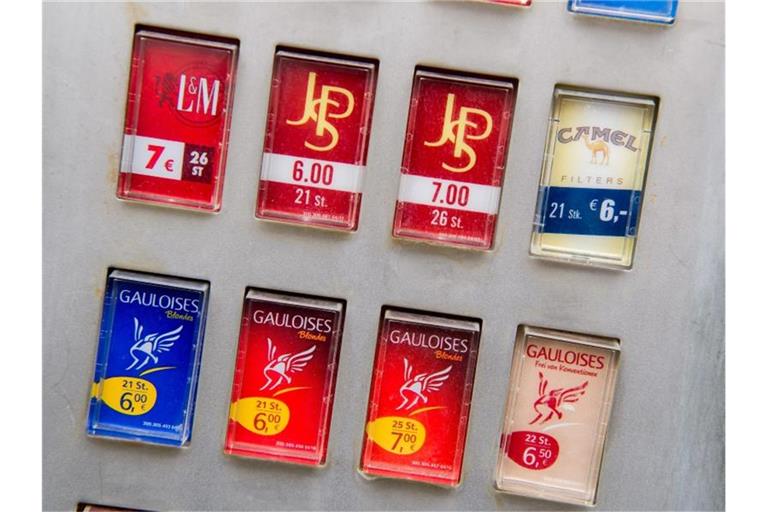 L&M
7 €
26
ST
JPS
6.00
21 St.
JPS
7.00
26 St.
CAMEL
FILTERS
21 Stk. € 6,-
GAULOISES
Blondes
21 St.
6,00 €
GAULOISES
Blondes
21 St.
6,00 €
GAULOISES
Blondes
25 St.
7,00 €
GAULOISES
Frei von Konventionen
22 St.
6,50 €